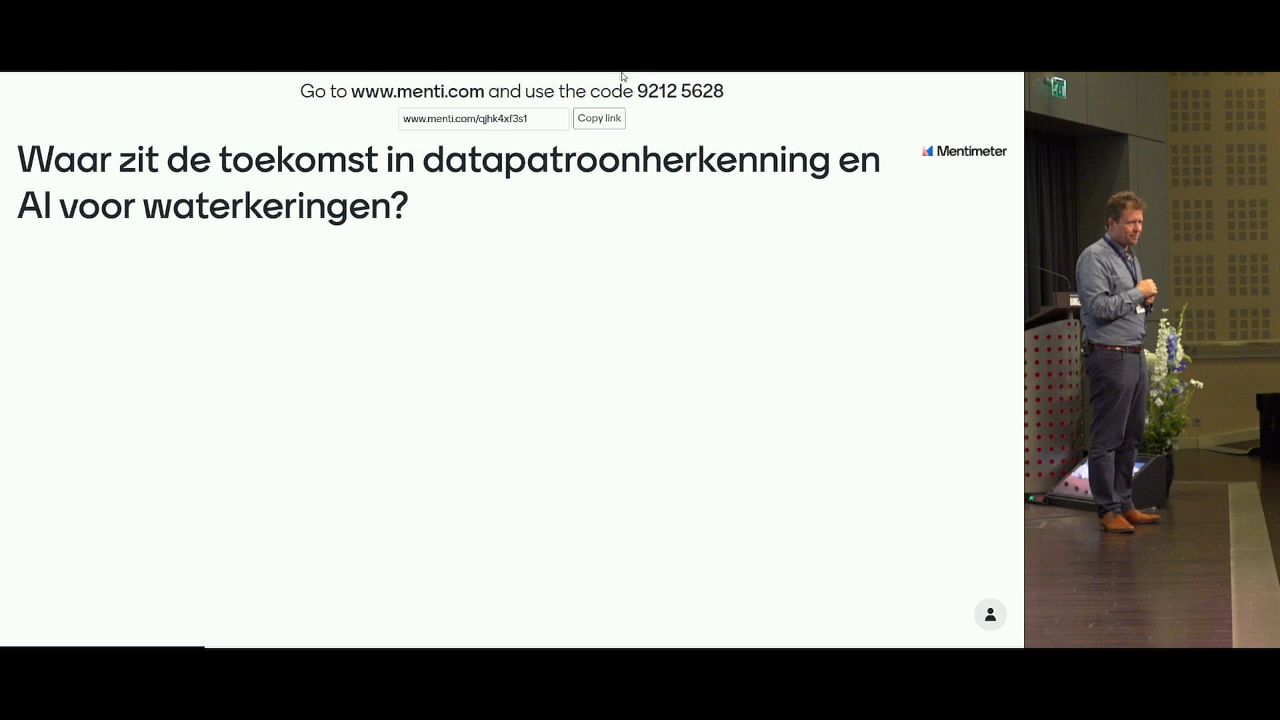 Go to www.menti.com and use the code 9212 5628
www.menti.com/qjhk4xf3s1
Copy link
Waar zit de toekomst in datapatroonherkenning en
AI voor waterkeringen?
Mentimeter